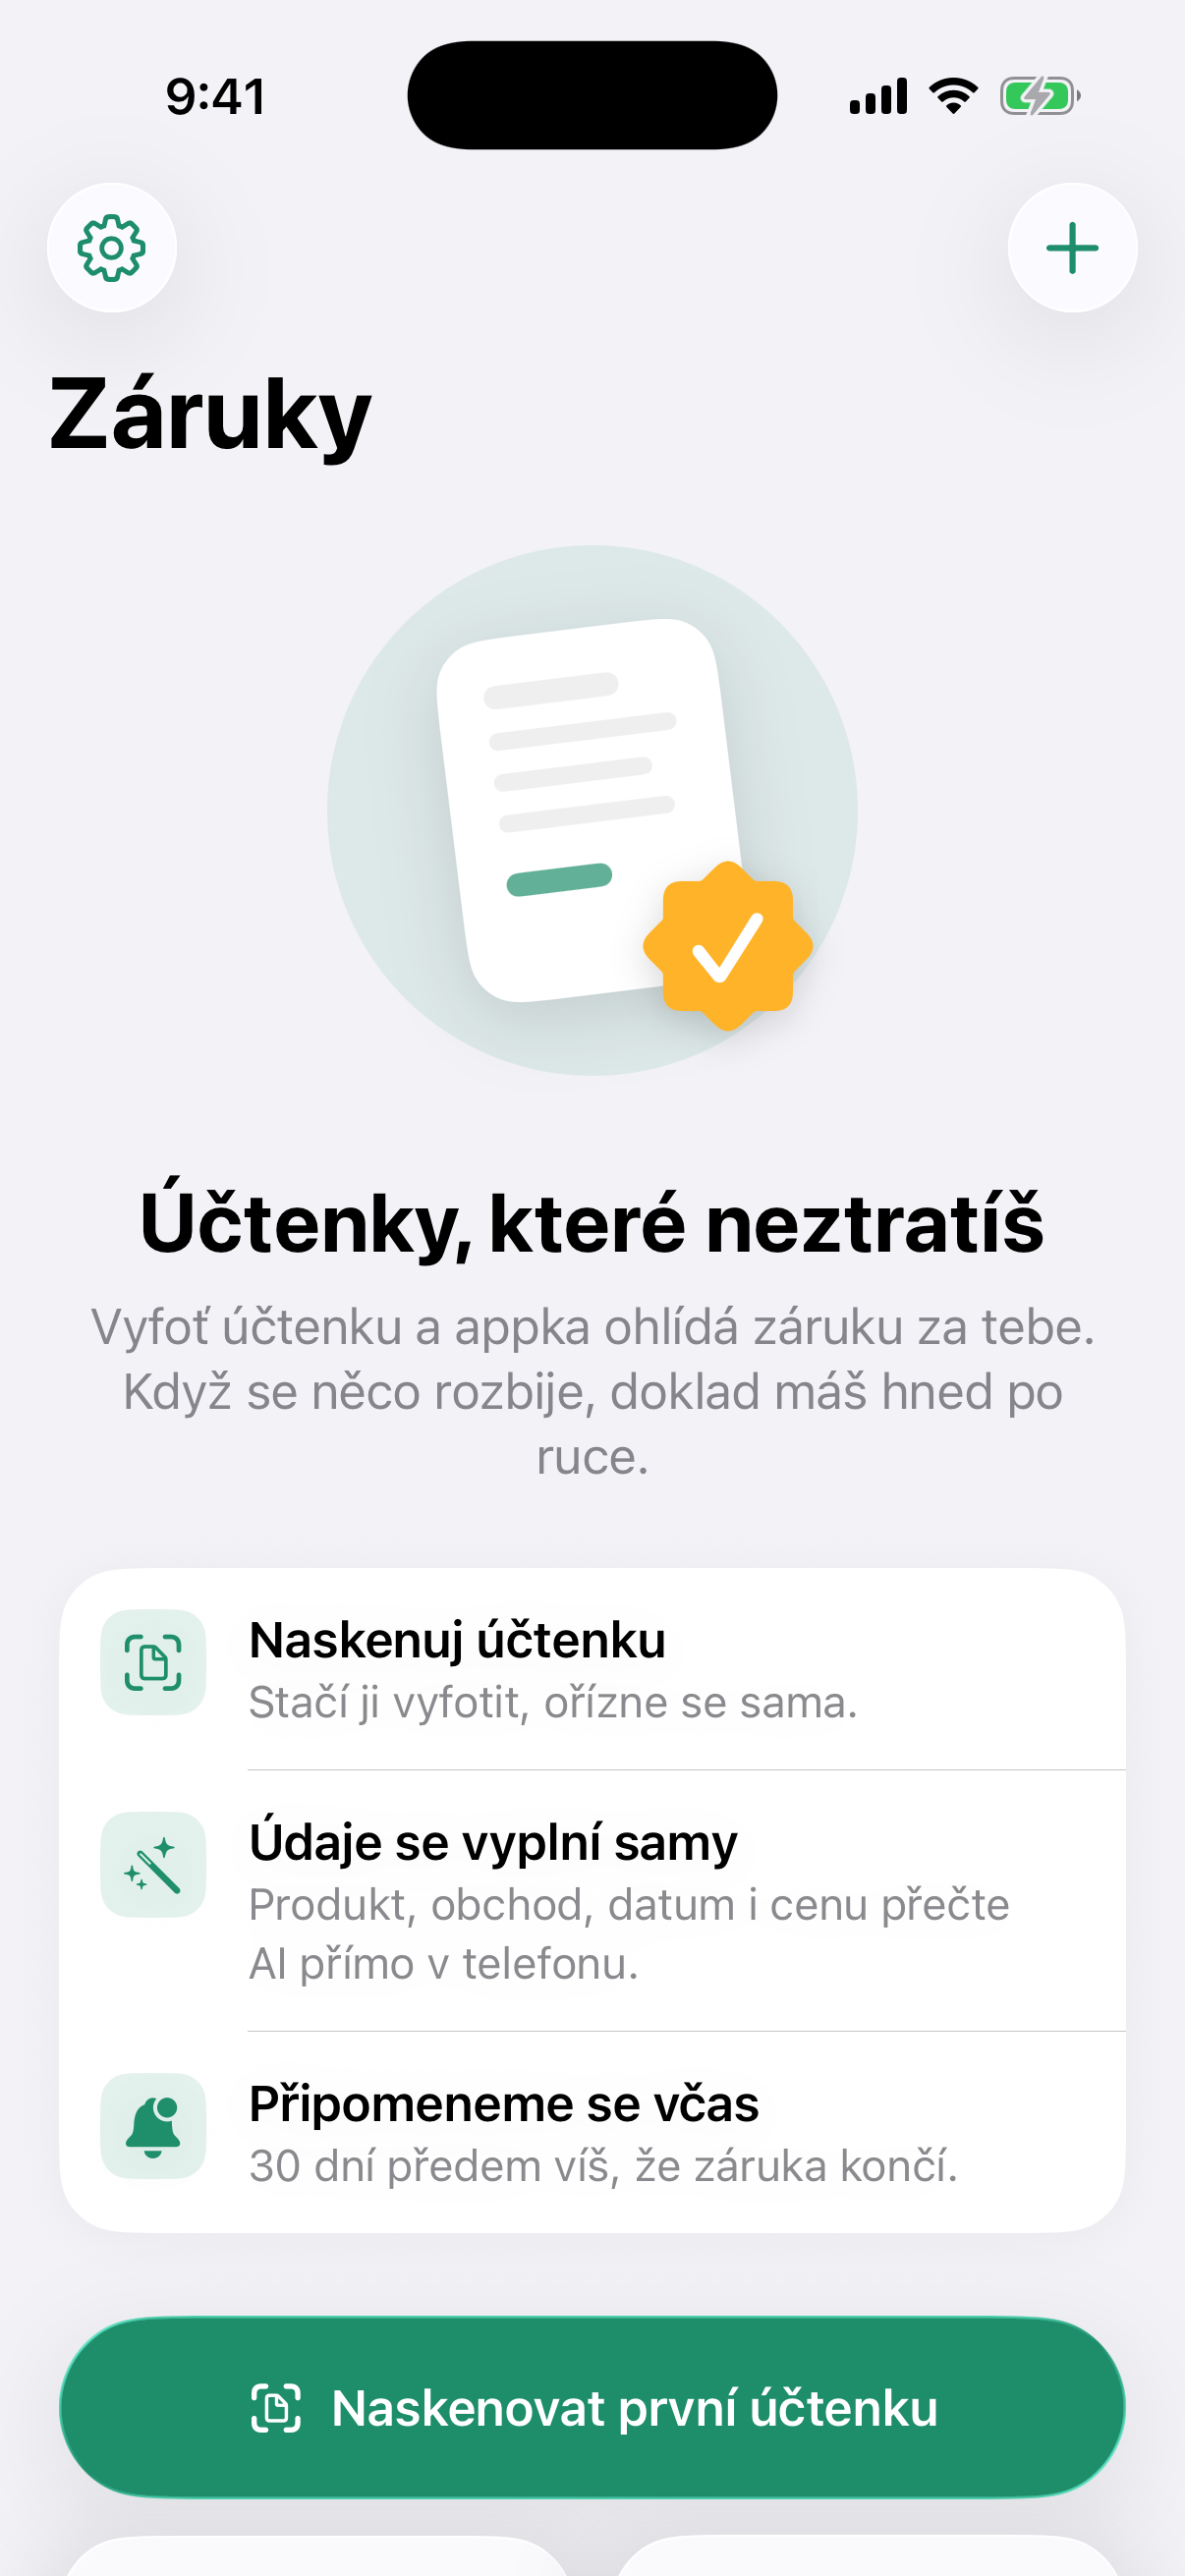 9:41
Záruky
Účtenky, které neztratíš
Vyfoť účtenku a appka ohlídá záruku za tebe.
Když se něco rozbije, doklad máš hned po
ruce.
Naskenuj účtenku
Stačí ji vyfotit, ořízne se sama.
Údaje se vyplní samy
Produkt, obchod, datum i cenu přečte
AI přímo v telefonu.
Připomeneme se včas
30 dní předem víš, že záruka končí.
Naskenovat první účtenku